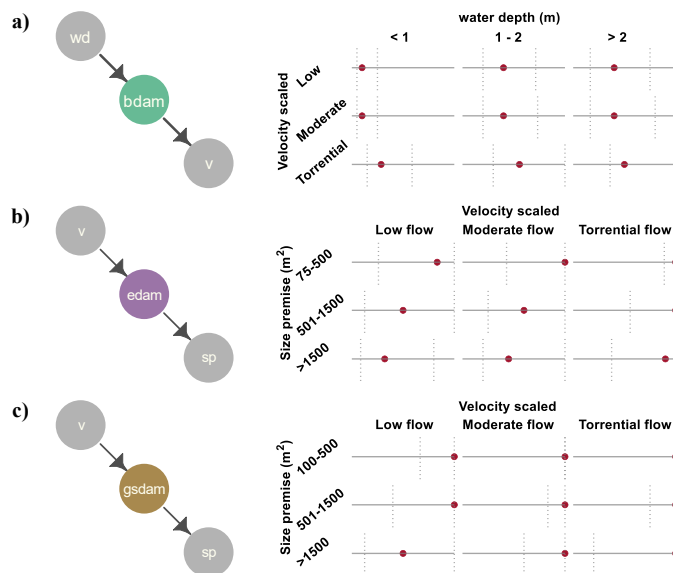 a)
wd
bdam
v
water depth (m)
< 1
1 - 2
> 2
Velocity scaled
Low
Moderate
Torrential
b)
v
edam
sp
Velocity scaled
Low flow
Moderate flow
Torrential flow
Size premise (m²)
75-500
501-1500
>1500
c)
v
gsdam
sp
Velocity scaled
Low flow
Moderate flow
Torrential flow
Size premise (m²)
100-500
501-1500
>1500